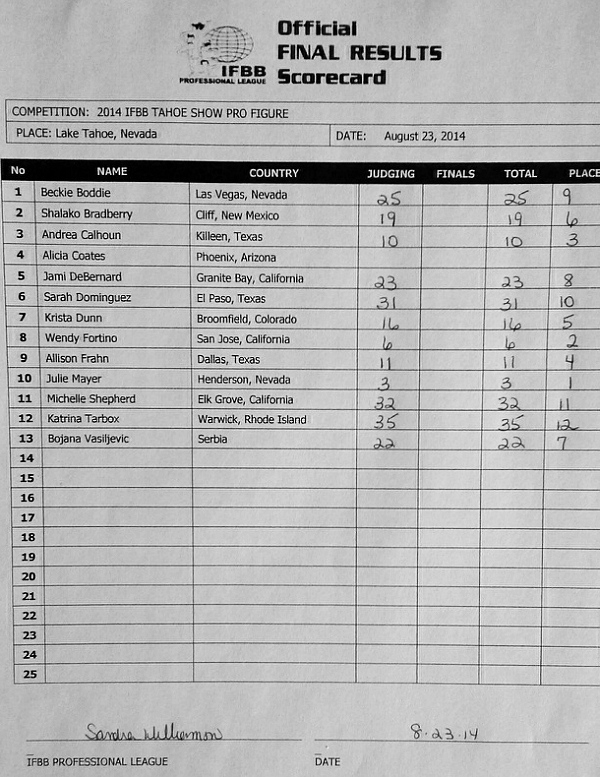 Official
FINAL RESULTS
Scorecard
IFBB
PROFESSIONAL LEAGUE
COMPETITION: 2014 IFBB TAHOE SHOW PRO FIGURE
PLACE: Lake Tahoe, Nevada DATE: August 23, 2014
No NAME COUNTRY JUDGING FINALS TOTAL PLACE
1 Beckie Boddie Las Vegas, Nevada 25 25 9
2 Shalako Bradberry Cliff, New Mexico 19 19 6
3 Andrea Calhoun Killeen, Texas 10 10 3
4 Alicia Coates Phoenix, Arizona
5 Jami DeBernard Granite Bay, California 23 23 8
6 Sarah Dominguez El Paso, Texas 31 31 10
7 Krista Dunn Broomfield, Colorado 16 16 5
8 Wendy Fortino San Jose, California 6 6 2
9 Allison Frahn Dallas, Texas 11 11 4
10 Julie Mayer Henderson, Nevada 3 3 1
11 Michelle Shepherd Elk Grove, California 32 32 11
12 Katrina Tarbox Warwick, Rhode Island 35 35 12
13 Bojana Vasiljevic Serbia 22 22 7
14
15
16
17
18
19
20
21
22
23
24
25
Sandra Williamson 8-23-14
IFBB PROFESSIONAL LEAGUE DATE